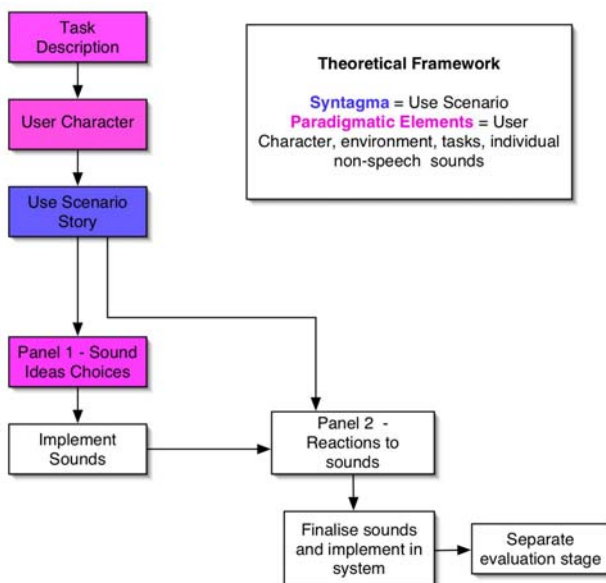 Task
Description
User Character
Use Scenario
Story
Panel 1 - Sound
Ideas Choices
Implement
Sounds
Theoretical Framework
Syntagma = Use Scenario
Paradigmatic Elements = User
Character, environment, tasks, individual
non-speech sounds
Panel 2 -
Reactions to
sounds
Finalise sounds
and implement in
system
Separate
evaluation stage